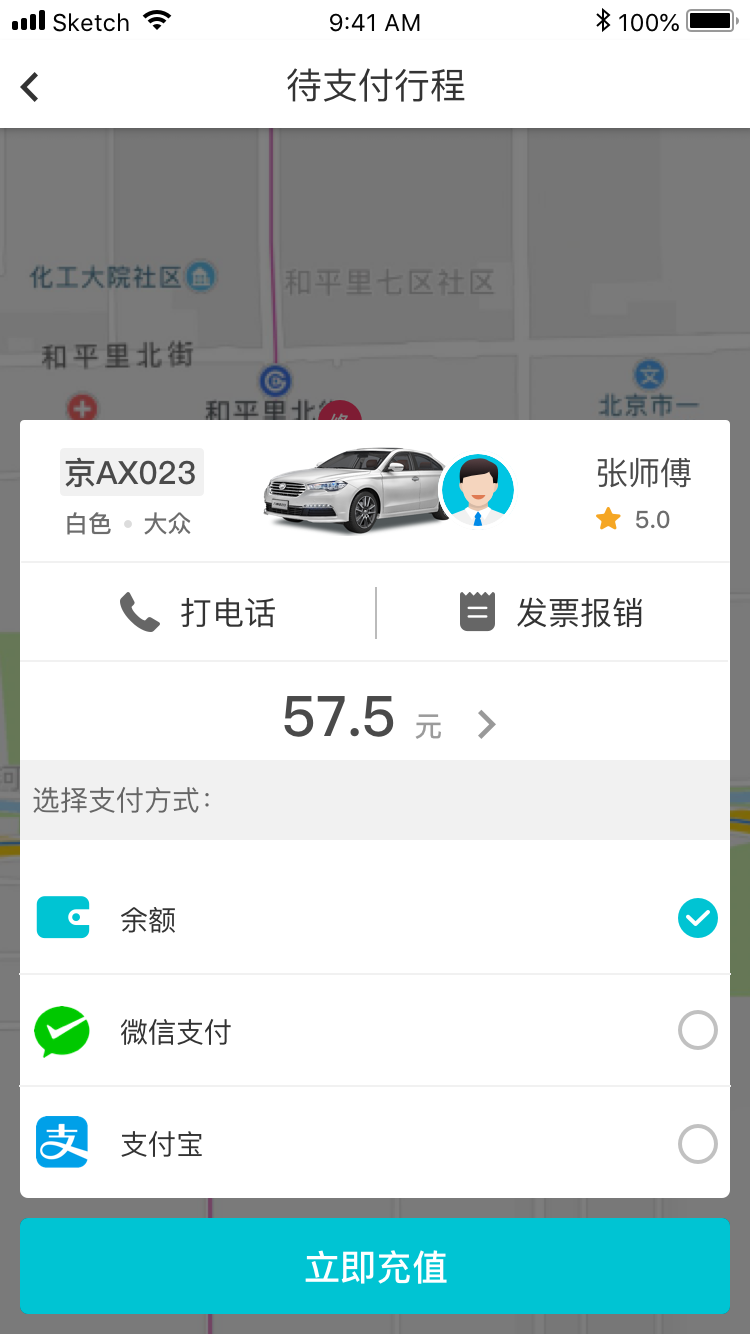 Sketch 9:41 AM 100%
待支付行程
化工大院社区
和平里七区社区
和平里北街
和平里北街
文
北京市一
京AX023
张师傅
白色 大众
5.0
打电话
发票报销
57.5 元
选择支付方式:
余额
微信支付
支 支付宝
立即充值